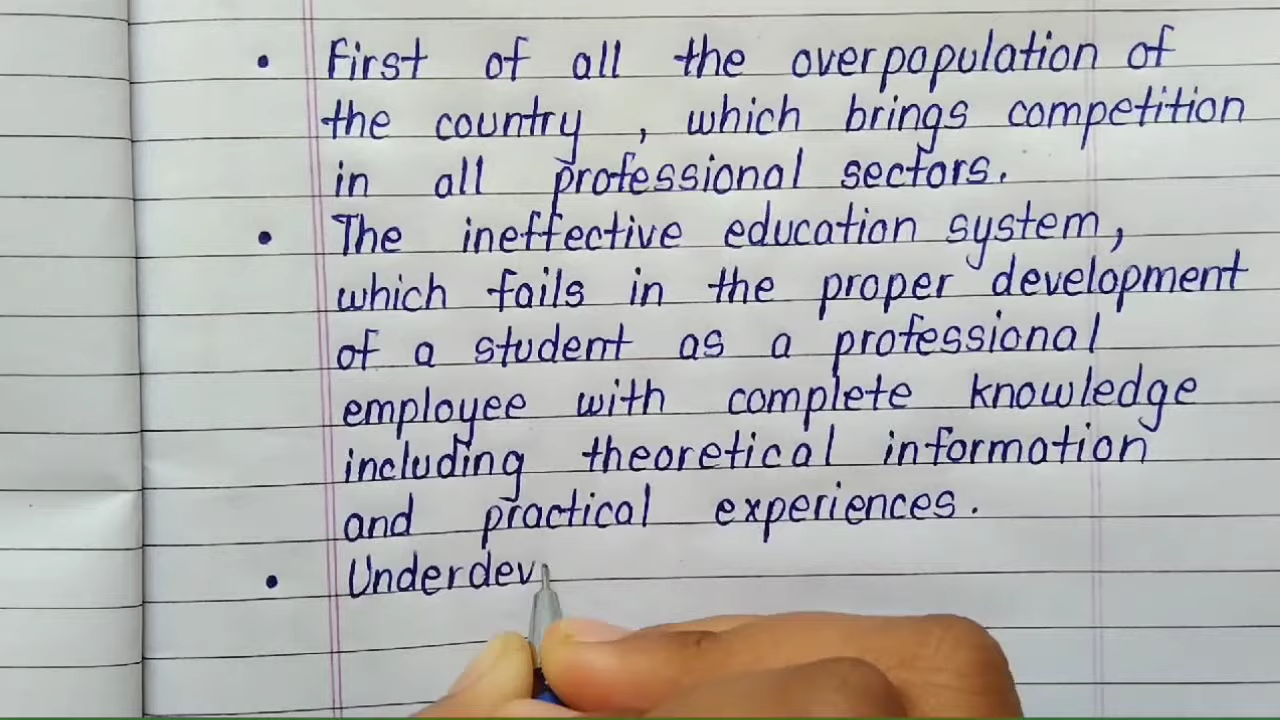 • First of all the overpopulation of
the country , which brings competition
in all professional sectors.
• The ineffective education system,
which fails in the proper development
of a student as a professional
employee with complete knowledge
including theoretical information
and practical experiences.
• Underdev